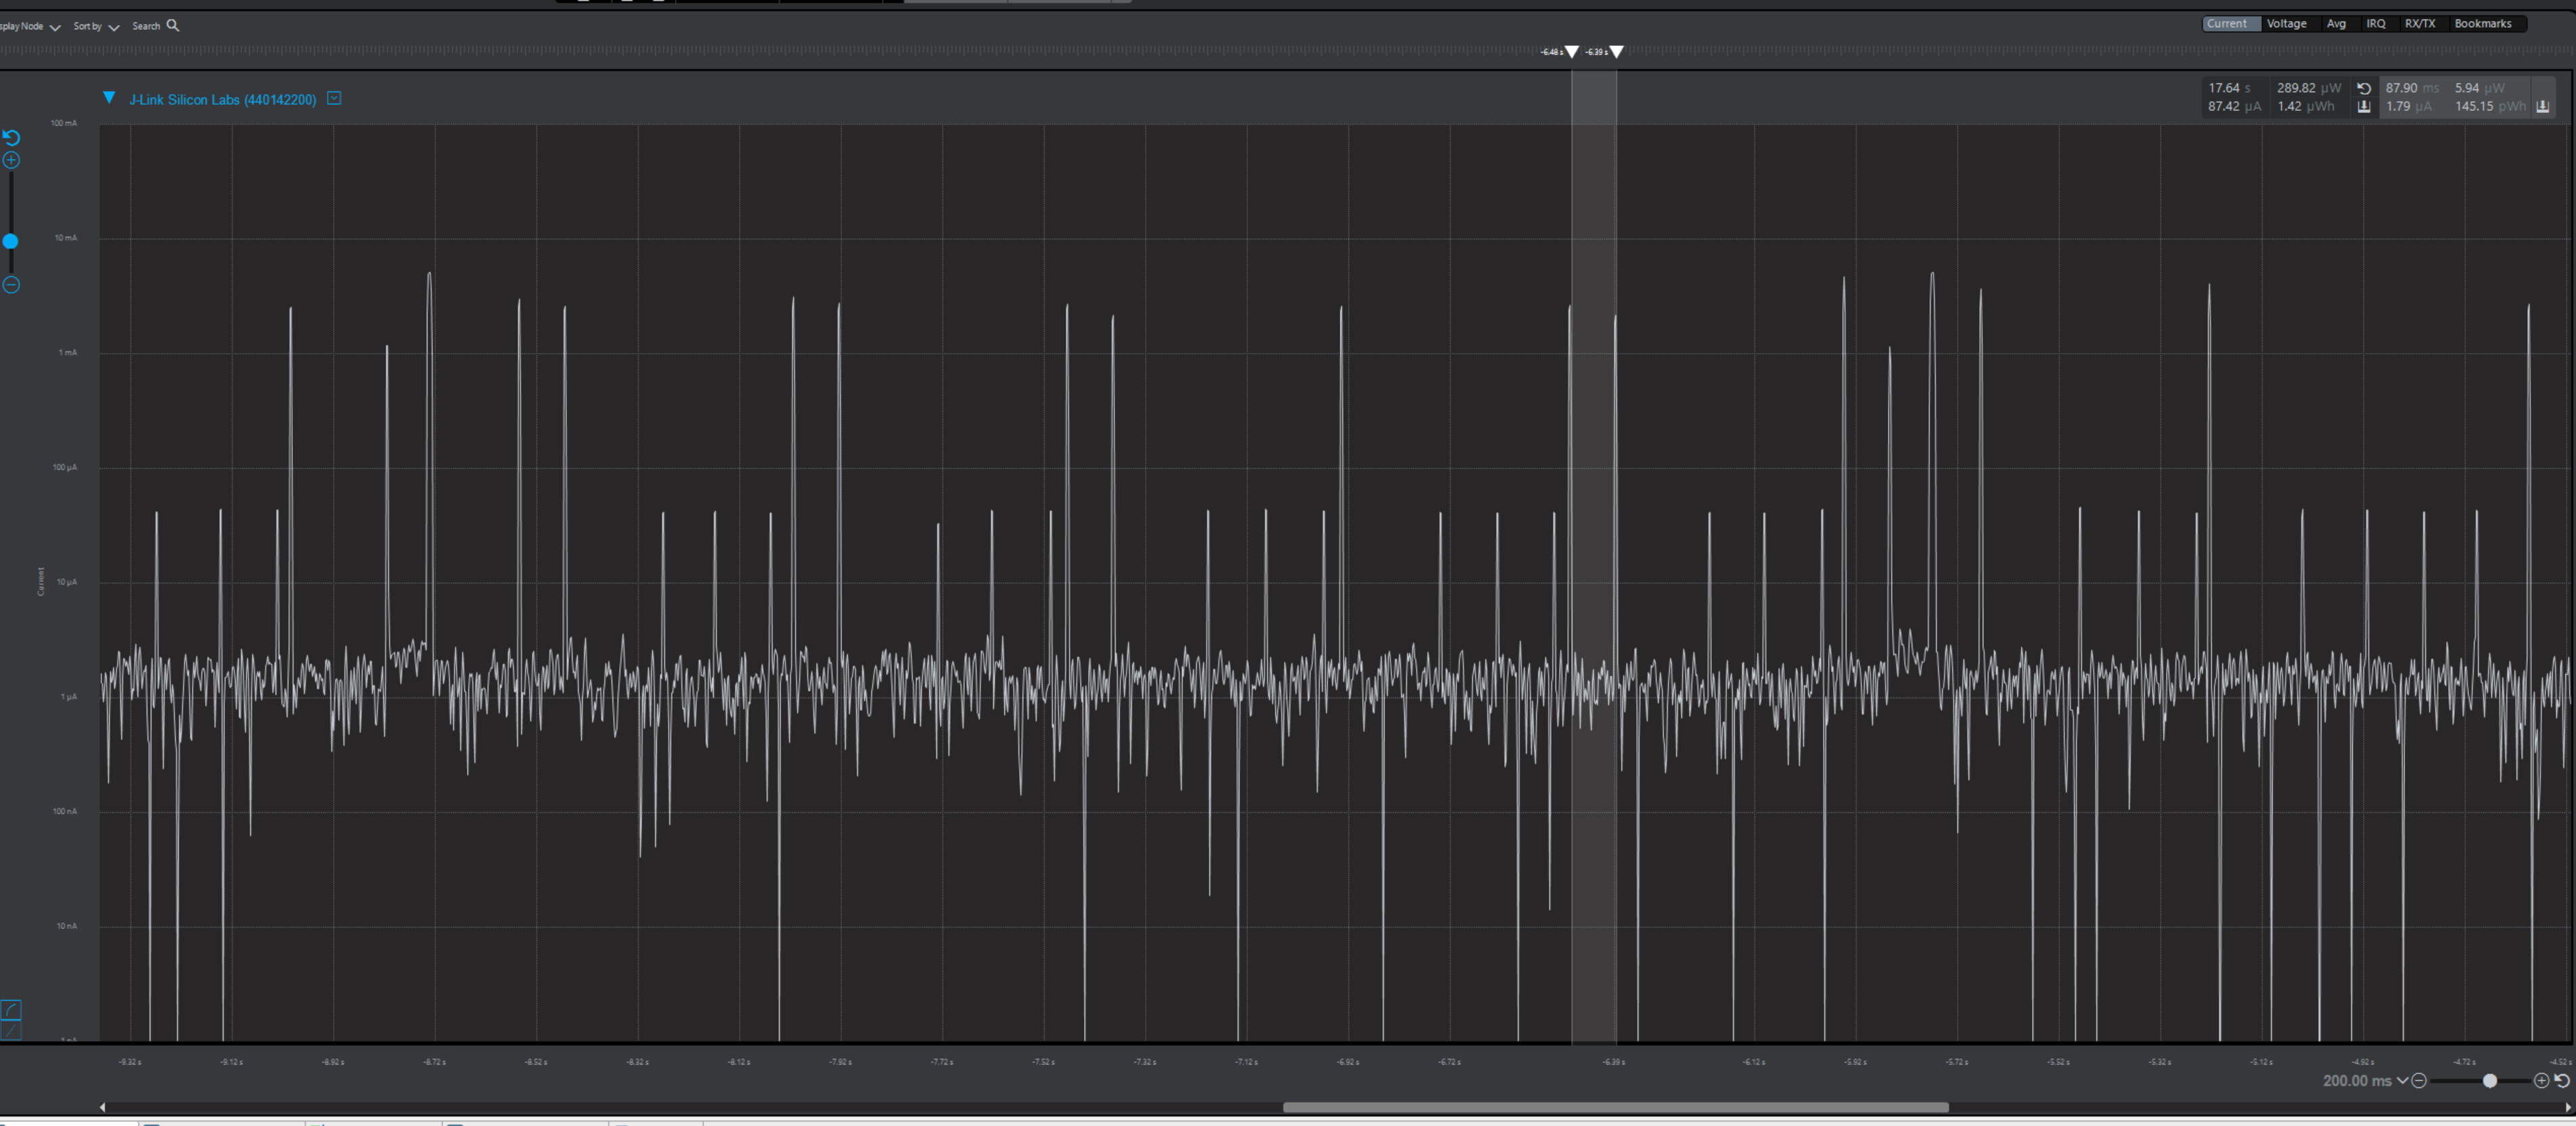 splay Node Sort by Search
Current Voltage Avg IRQ RX/TX Bookmarks
-6.48 s -6.39 s
J-Link Silicon Labs (440142200)
17.64 s 289.82 µW 87.90 ms 5.94 µW
87.42 µA 1.42 µWh 1.79 µA 145.15 pWh
100 mA
10 mA
1 mA
100 µA
10 µA
Current
1 µA
100 nA
10 nA
-9.32 s -9.12 s -8.92 s -8.72 s -8.52 s -8.32 s -8.12 s -7.92 s -7.72 s -7.52 s -7.32 s -7.12 s -6.92 s -6.72 s -6.39 s -6.12 s -5.92 s -5.72 s -5.52 s -5.32 s -5.12 s -4.92 s -4.72 s -4.52 s
200.00 ms